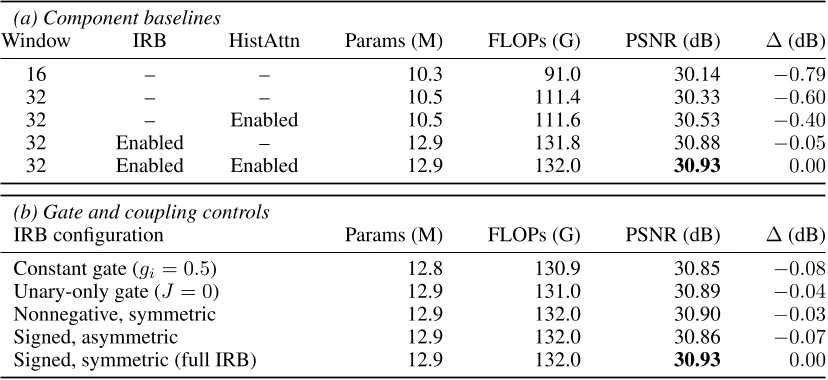 (a) Component baselines
Window IRB HistAttn Params (M) FLOPs (G) PSNR (dB) Δ (dB)
16 – – 10.3 91.0 30.14 −0.79
32 – – 10.5 111.4 30.33 −0.60
32 – Enabled 10.5 111.6 30.53 −0.40
32 Enabled – 12.9 131.8 30.88 −0.05
32 Enabled Enabled 12.9 132.0 30.93 0.00
(b) Gate and coupling controls
IRB configuration Params (M) FLOPs (G) PSNR (dB) Δ (dB)
Constant gate (gᵢ = 0.5) 12.8 130.9 30.85 −0.08
Unary-only gate (J = 0) 12.9 131.0 30.89 −0.04
Nonnegative, symmetric 12.9 132.0 30.90 −0.03
Signed, asymmetric 12.9 132.0 30.86 −0.07
Signed, symmetric (full IRB) 12.9 132.0 30.93 0.00